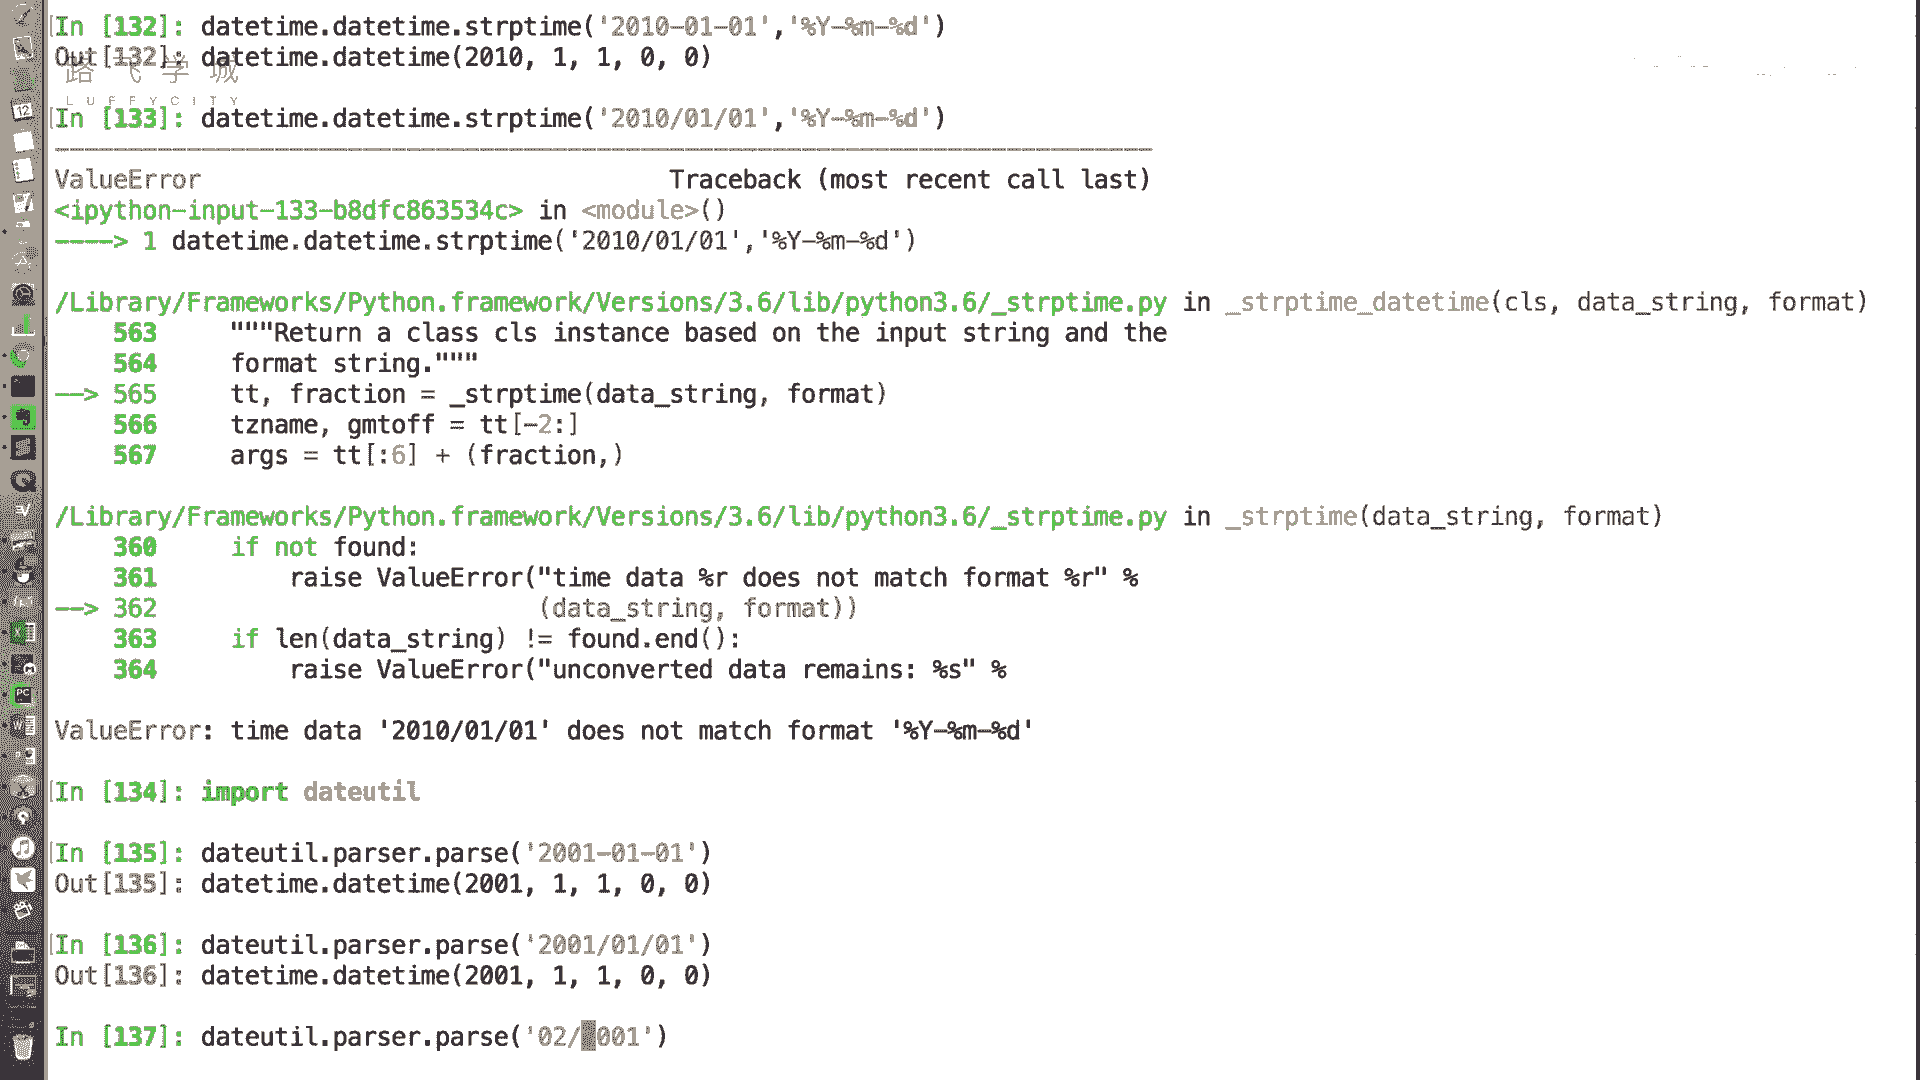 In [132]: datetime.datetime.strptime('2010-01-01','%Y-%m-%d')
Out[132]: datetime.datetime(2010, 1, 1, 0, 0)
路飞学城
LUFFYCITY
In [133]: datetime.datetime.strptime('2010/01/01','%Y-%m-%d')
---------------------------------------------------------------------------
ValueError                                Traceback (most recent call last)
<ipython-input-133-b8dfc863534c> in <module>()
----> 1 datetime.datetime.strptime('2010/01/01','%Y-%m-%d')
/Library/Frameworks/Python.framework/Versions/3.6/lib/python3.6/_strptime.py in _strptime_datetime(cls, data_string, format)
    563     """Return a class cls instance based on the input string and the
    564     format string."""
--> 565     tt, fraction = _strptime(data_string, format)
    566     tzname, gmtoff = tt[-2:]
    567     args = tt[:6] + (fraction,)
/Library/Frameworks/Python.framework/Versions/3.6/lib/python3.6/_strptime.py in _strptime(data_string, format)
    360     if not found:
    361         raise ValueError("time data %r does not match format %r" %
--> 362                          (data_string, format))
    363     if len(data_string) != found.end():
    364         raise ValueError("unconverted data remains: %s" %
ValueError: time data '2010/01/01' does not match format '%Y-%m-%d'
In [134]: import dateutil
In [135]: dateutil.parser.parse('2001-01-01')
Out[135]: datetime.datetime(2001, 1, 1, 0, 0)
In [136]: dateutil.parser.parse('2001/01/01')
Out[136]: datetime.datetime(2001, 1, 1, 0, 0)
In [137]: dateutil.parser.parse('02/ 001')
12
PC